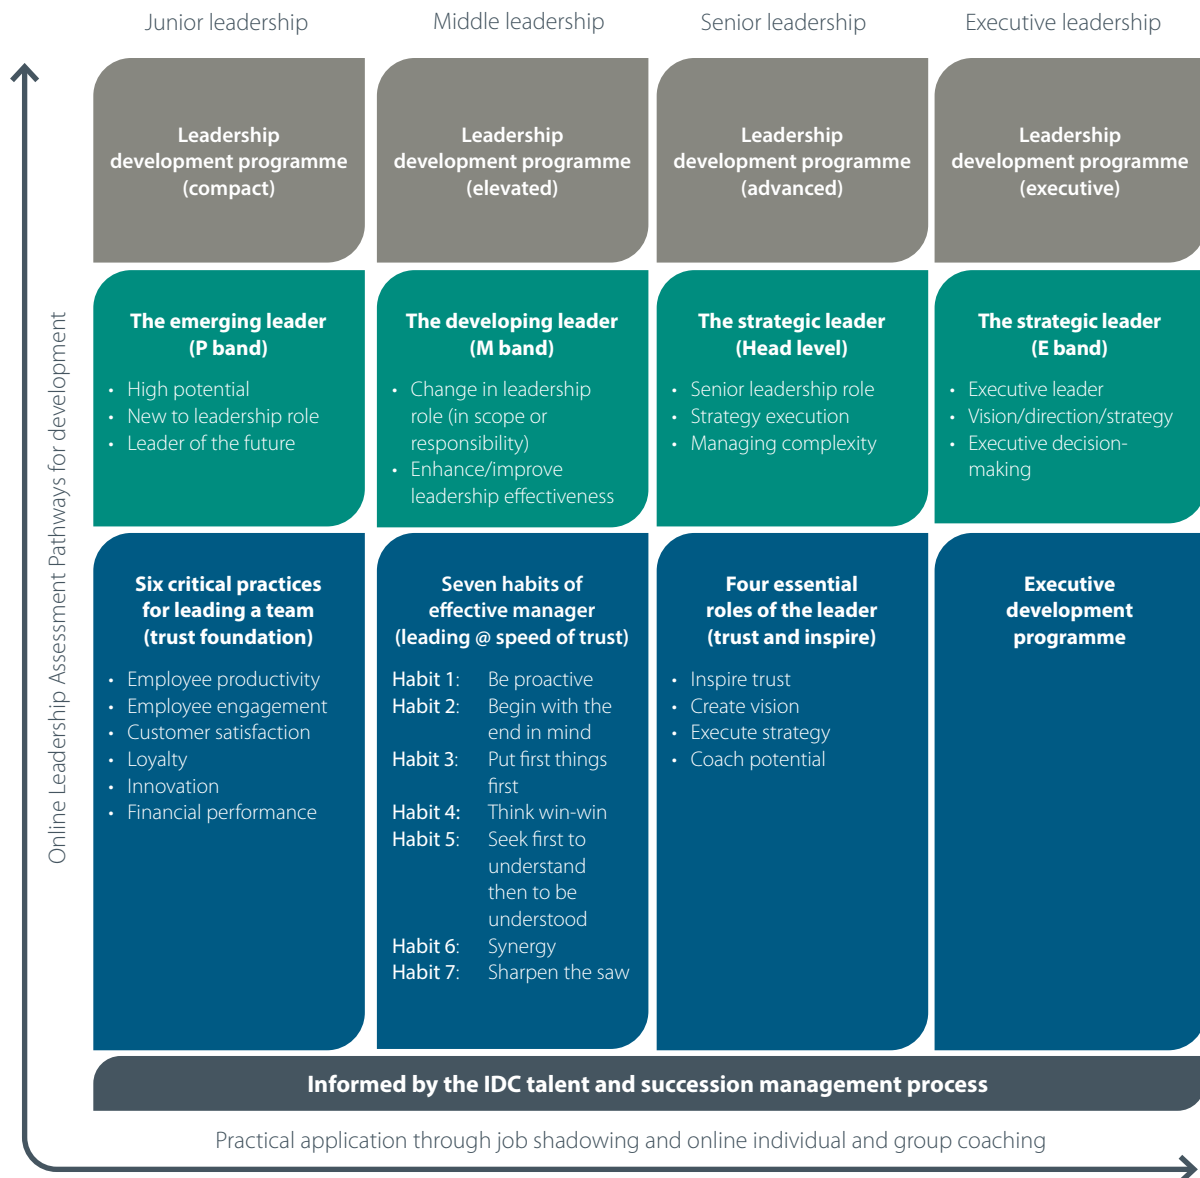 Junior leadership
Middle leadership
Senior leadership
Executive leadership
Online Leadership Assessment Pathways for development
Leadership
development programme
(compact)
Leadership
development programme
(elevated)
Leadership
development programme
(advanced)
Leadership
development programme
(executive)
The emerging leader
(P band)
• High potential
• New to leadership role
• Leader of the future
The developing leader
(M band)
• Change in leadership
role (in scope or
responsibility)
• Enhance/improve
leadership effectiveness
The strategic leader
(Head level)
• Senior leadership role
• Strategy execution
• Managing complexity
The strategic leader
(E band)
• Executive leader
• Vision/direction/strategy
• Executive decision-
making
Six critical practices
for leading a team
(trust foundation)
• Employee productivity
• Employee engagement
• Customer satisfaction
• Loyalty
• Innovation
• Financial performance
Seven habits of
effective manager
(leading @ speed of trust)
Habit 1: Be proactive
Habit 2: Begin with the
end in mind
Habit 3: Put first things
first
Habit 4: Think win-win
Habit 5: Seek first to
understand
then to be
understood
Habit 6: Synergy
Habit 7: Sharpen the saw
Four essential
roles of the leader
(trust and inspire)
• Inspire trust
• Create vision
• Execute strategy
• Coach potential
Executive
development
programme
Informed by the IDC talent and succession management process
Practical application through job shadowing and online individual and group coaching